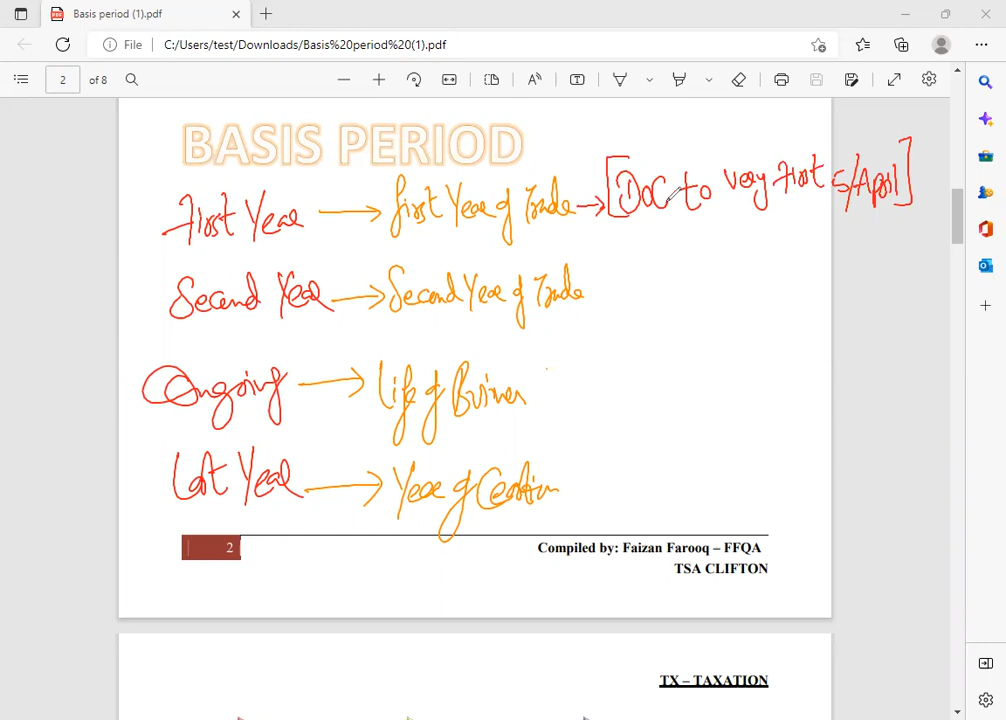 Basis period (1).pdf
File C:/Users/test/Downloads/Basis%20period%20(1).pdf
2 of 8
BASIS PERIOD
First Year → first Year of Trade → [DOC to very First 5/April]
Second Year → Second Year of Trade
Ongoing → Life of Business
Last Year → Year of Cessation
2
Compiled by: Faizan Farooq – FFQA
TSA CLIFTON
TX – TAXATION